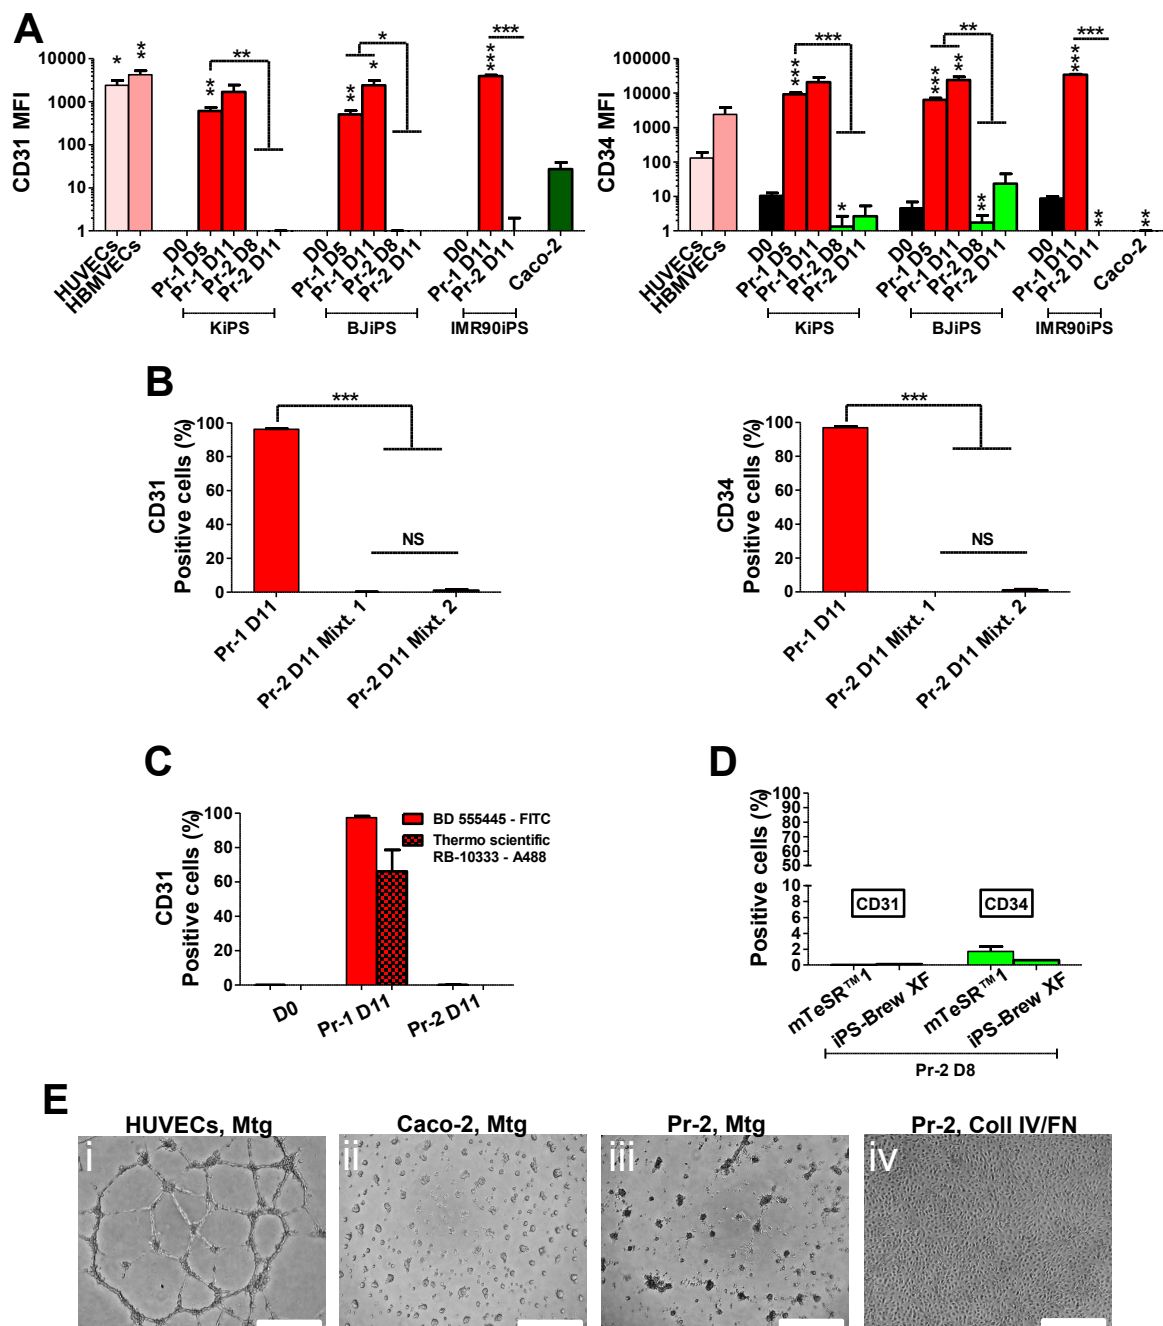 A
CD31 MFI
10000
1000
100
10
1
*
**
**
**
**
*
*
***
***
HUVECs
HBMVECs
D0
Pr-1 D5
Pr-1 D11
Pr-2 D8
Pr-2 D11
KiPS
D0
Pr-1 D5
Pr-1 D11
Pr-2 D8
Pr-2 D11
BJiPS
D0
Pr-1 D11
Pr-2 D11
IMR90iPS
Caco-2
CD34 MFI
100000
10000
1000
100
10
1
***
***
*
***
**
**
**
***
***
**
**
HUVECs
HBMVECs
D0
Pr-1 D5
Pr-1 D11
Pr-2 D8
Pr-2 D11
KiPS
D0
Pr-1 D5
Pr-1 D11
Pr-2 D8
Pr-2 D11
BJiPS
D0
Pr-1 D11
Pr-2 D11
IMR90iPS
Caco-2
B
CD31
Positive cells (%)
100
80
60
40
20
0
***
NS
Pr-1 D11
Pr-2 D11 Mixt. 1
Pr-2 D11 Mixt. 2
CD34
Positive cells (%)
100
80
60
40
20
0
***
NS
Pr-1 D11
Pr-2 D11 Mixt. 1
Pr-2 D11 Mixt. 2
C
CD31
Positive cells (%)
100
80
60
40
20
0
BD 555445 - FITC
Thermo scientific
RB-10333 - A488
D0
Pr-1 D11
Pr-2 D11
D
Positive cells (%)
100
90
80
70
60
50
10
8
6
4
2
0
CD31
CD34
mTeSR™1
iPS-Brew XF
mTeSR™1
iPS-Brew XF
Pr-2 D8
E
HUVECs, Mtg
Caco-2, Mtg
Pr-2, Mtg
Pr-2, Coll IV/FN
i
ii
iii
iv